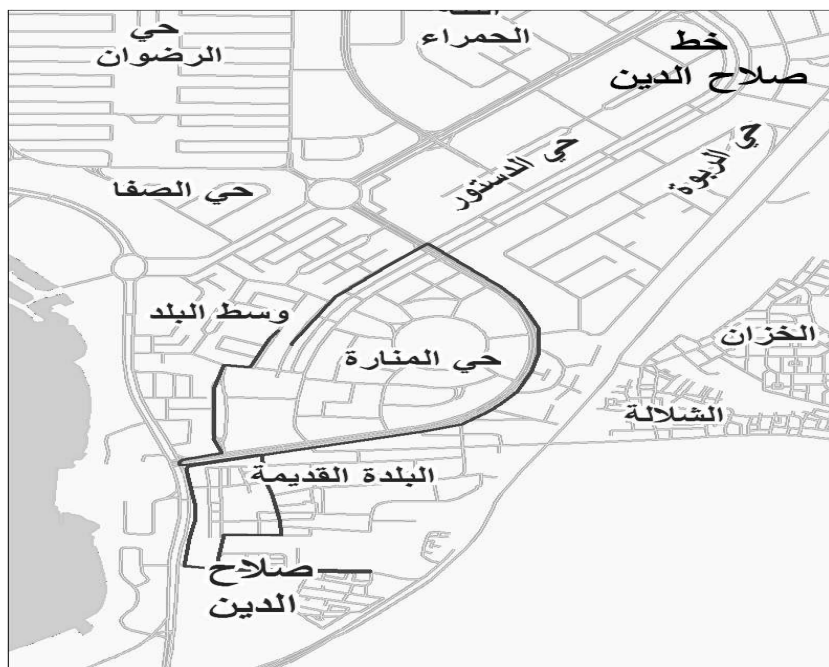 حي
الرضوان
الحمراء
خط
صلاح الدين
حي الدستور
حي الربوة
حي الصفا
وسط البلد
حي المنارة
الخزان
الشلالة
البلدة القديمة
صلاح
الدين